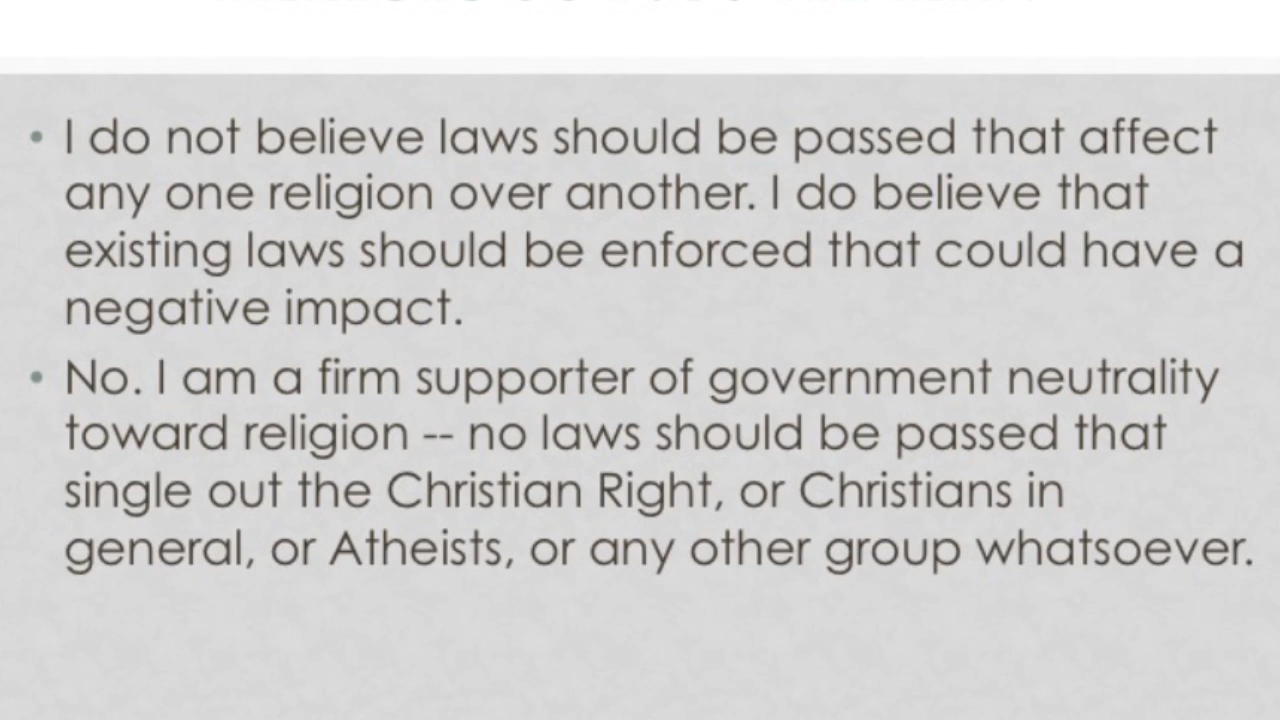 • I do not believe laws should be passed that affect
any one religion over another. I do believe that
existing laws should be enforced that could have a
negative impact.
• No. I am a firm supporter of government neutrality
toward religion -- no laws should be passed that
single out the Christian Right, or Christians in
general, or Atheists, or any other group whatsoever.